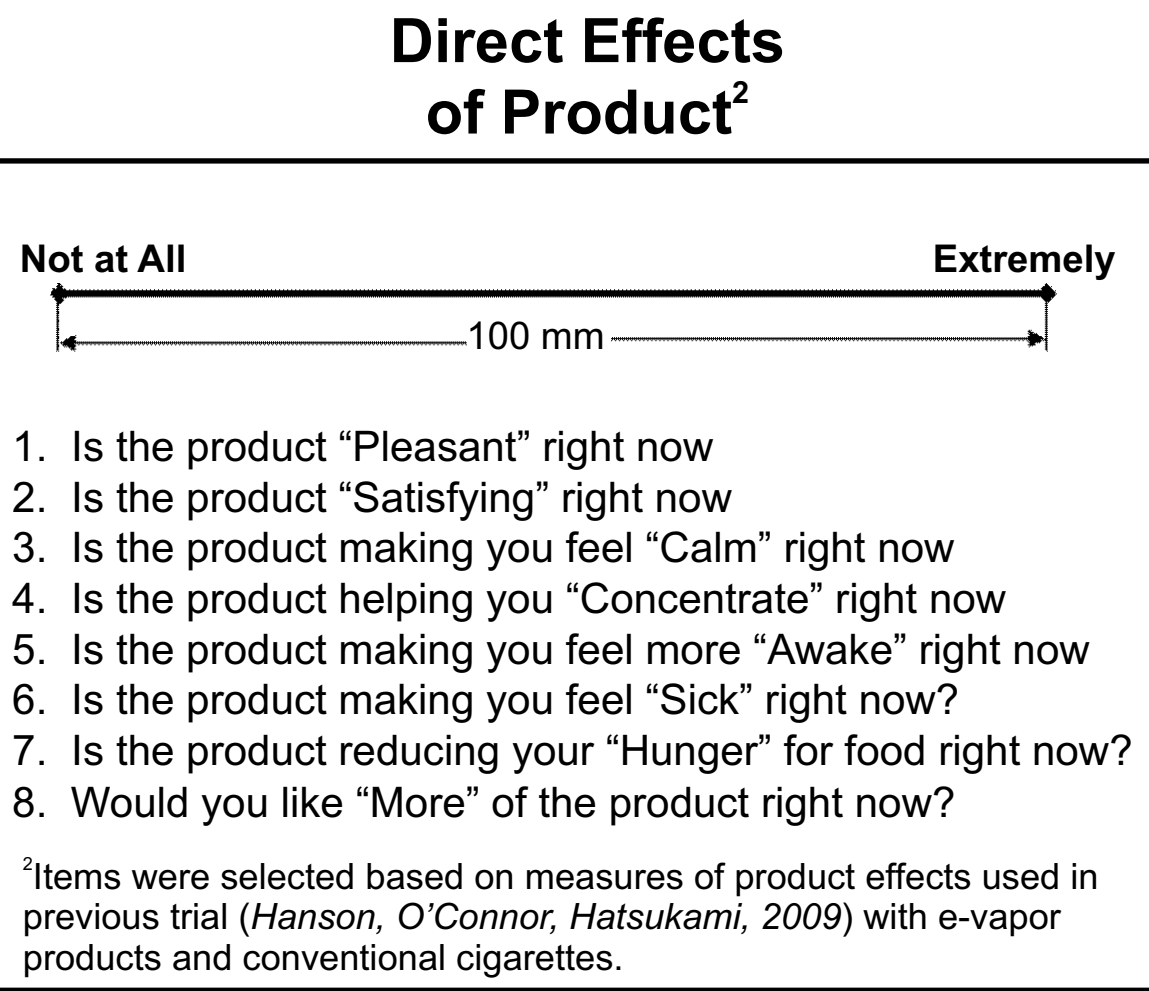 Direct Effects
of Product²
Not at All
Extremely
100 mm
1. Is the product “Pleasant” right now
2. Is the product “Satisfying” right now
3. Is the product making you feel “Calm” right now
4. Is the product helping you “Concentrate” right now
5. Is the product making you feel more “Awake” right now
6. Is the product making you feel “Sick” right now?
7. Is the product reducing your “Hunger” for food right now?
8. Would you like “More” of the product right now?
²Items were selected based on measures of product effects used in
previous trial (Hanson, O’Connor, Hatsukami, 2009) with e-vapor
products and conventional cigarettes.